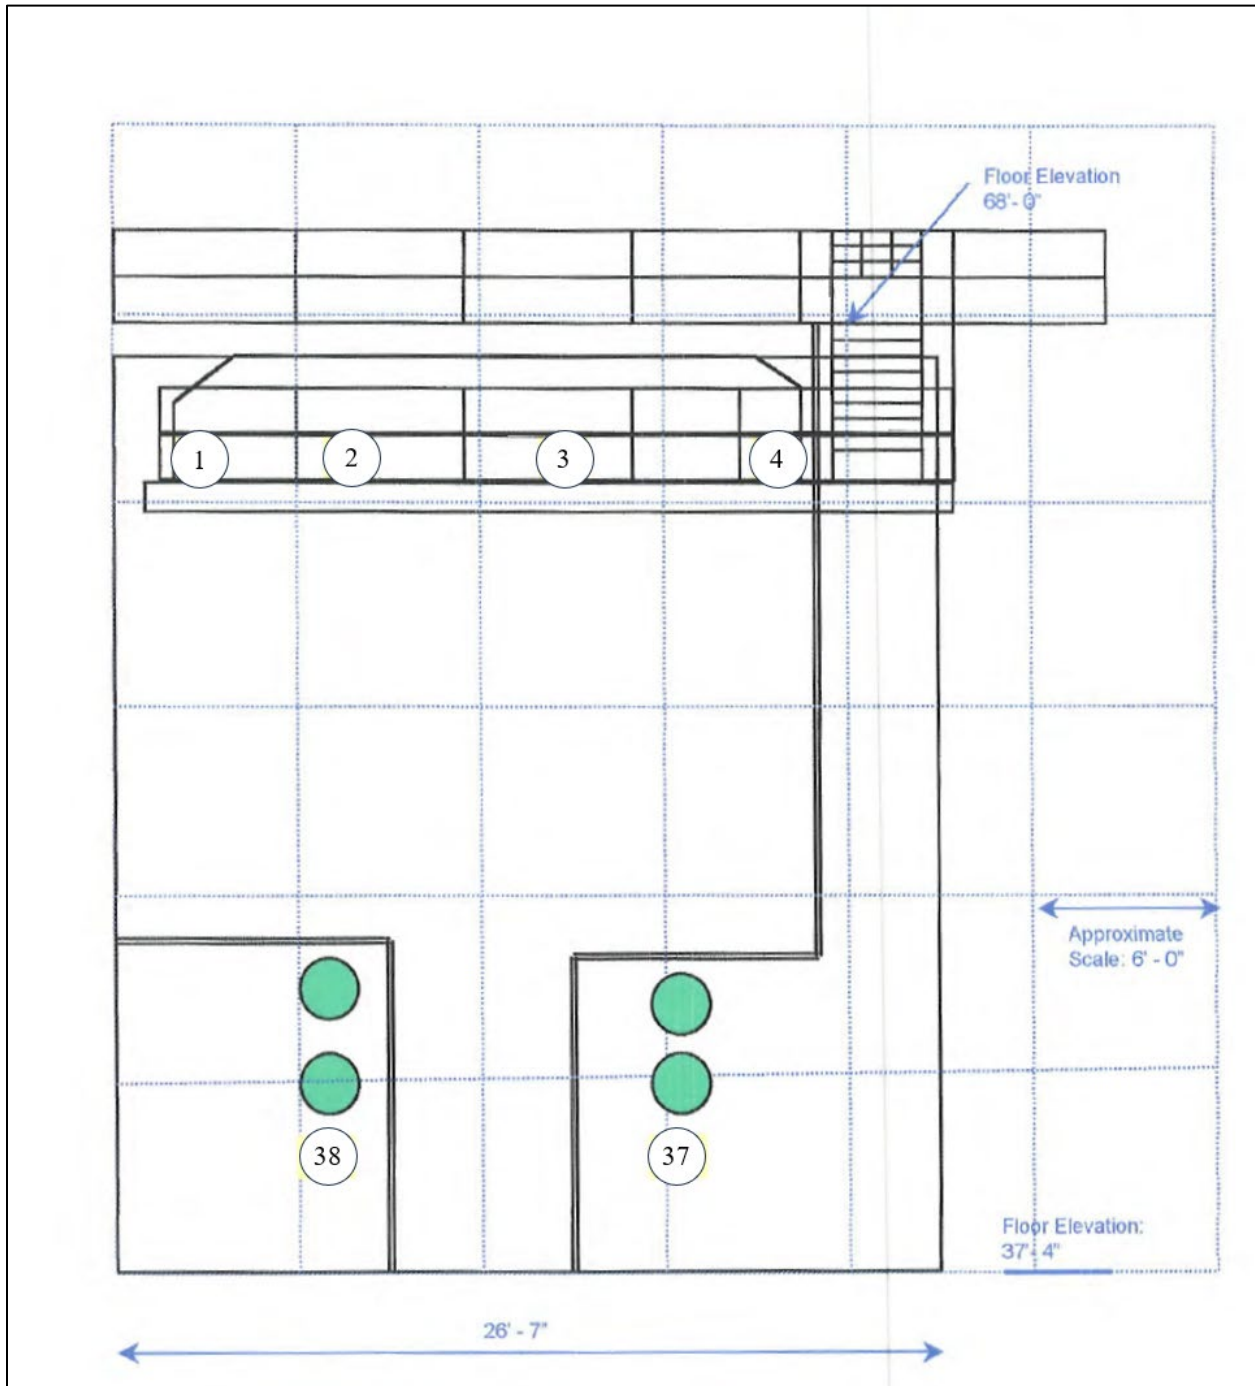 Floor Elevation
68'- 0"
1
2
3
4
Approximate
Scale: 6' - 0"
38
37
Floor Elevation:
37'- 4"
26' - 7"